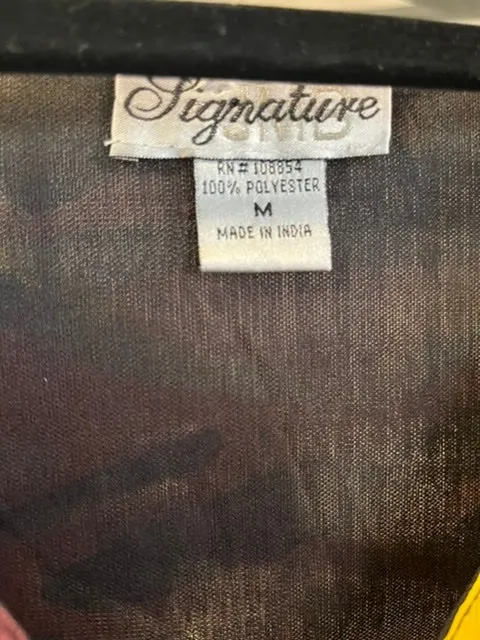 Signature
RN# 108854
100% POLYESTER
M
MADE IN INDIA